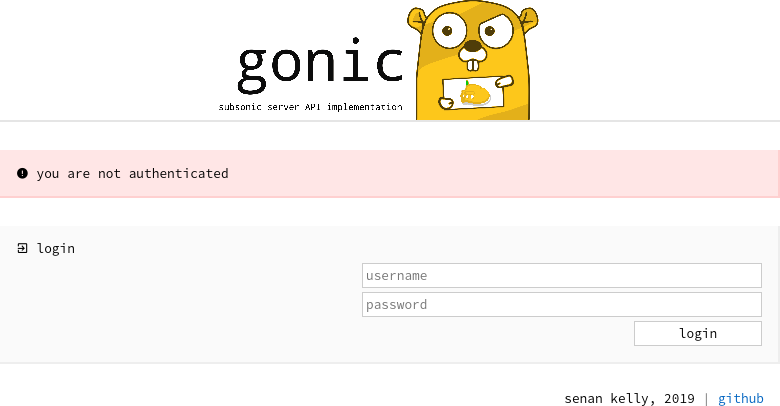 gonic
subsonic server API implementation
you are not authenticated
login
username
password
login
senan kelly, 2019 | github